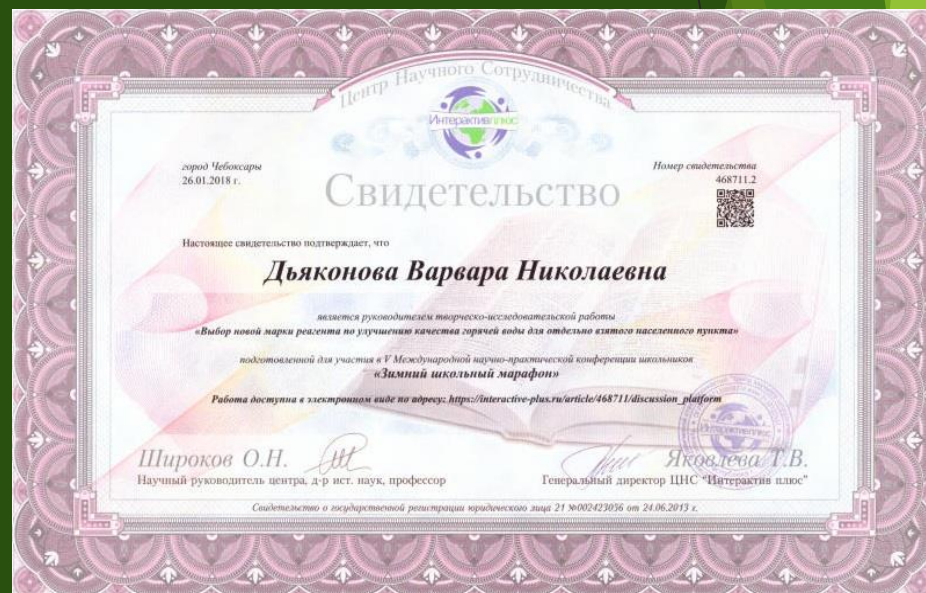 Центр Научного Сотрудничества
Интерактивплюс
город Чебоксары
26.01.2018 г.
Номер свидетельства
468711.2
Свидетельство
Настоящее свидетельство подтверждает, что
Дьяконова Варвара Николаевна
является руководителем творческо-исследовательской работы
«Выбор новой марки реагента по улучшению качества горячей воды для отдельно взятого населенного пункта»
подготовленной для участия в V Международной научно-практической конференции школьников
«Зимний школьный марафон»
Работа доступна в электронном виде по адресу: https://interactive-plus.ru/article/468711/discussion_platform
Широков О.Н.
Научный руководитель центра, д-р ист. наук, профессор
Яковлева Т.В.
Генеральный директор ЦНС "Интерактив плюс"
Интерактивплюс
Свидетельство о государственной регистрации юридического лица 21 №002423056 от 24.06.2013 г.